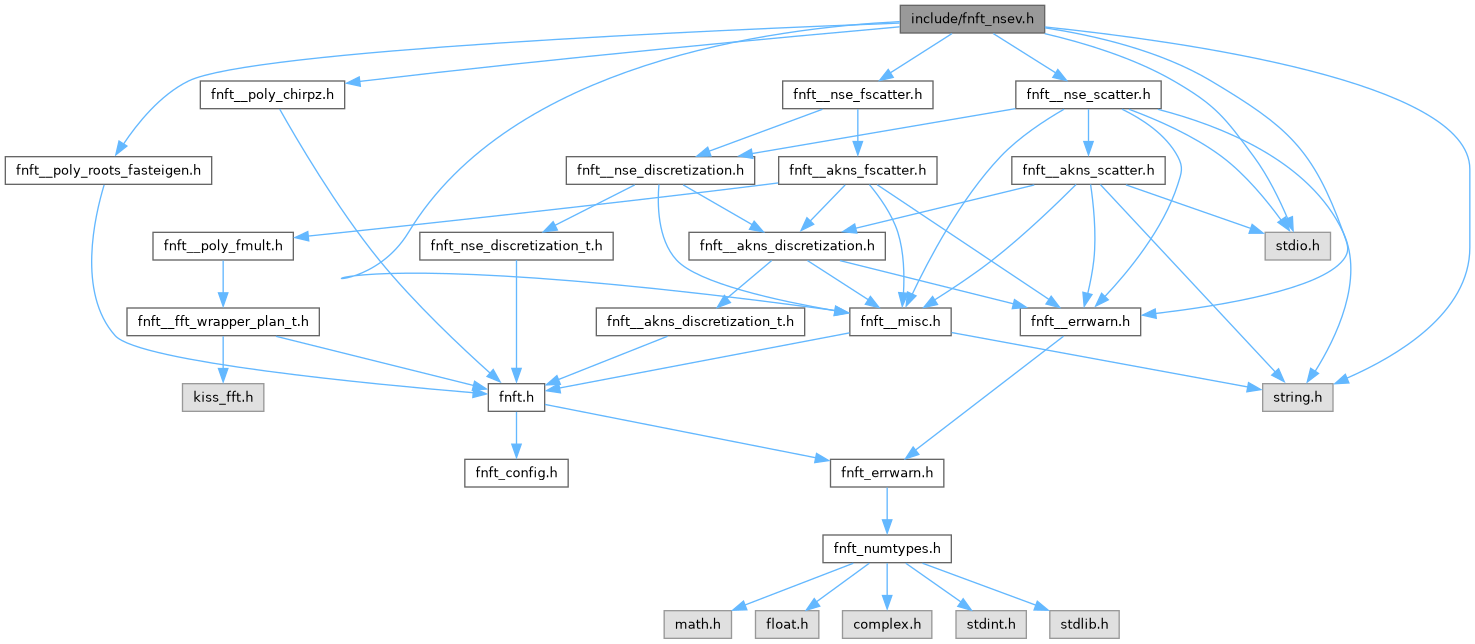 include/fnft_nsev.h
fnft__poly_chirpz.h
fnft__nse_fscatter.h
fnft__nse_scatter.h
fnft__poly_roots_fasteigen.h
fnft__nse_discretization.h
fnft__akns_fscatter.h
fnft__akns_scatter.h
fnft__poly_fmult.h
fnft_nse_discretization_t.h
fnft__akns_discretization.h
stdio.h
fnft__fft_wrapper_plan_t.h
fnft__akns_discretization_t.h
fnft__misc.h
fnft__errwarn.h
kiss_fft.h
fnft.h
string.h
fnft_config.h
fnft_errwarn.h
fnft_numtypes.h
math.h
float.h
complex.h
stdint.h
stdlib.h